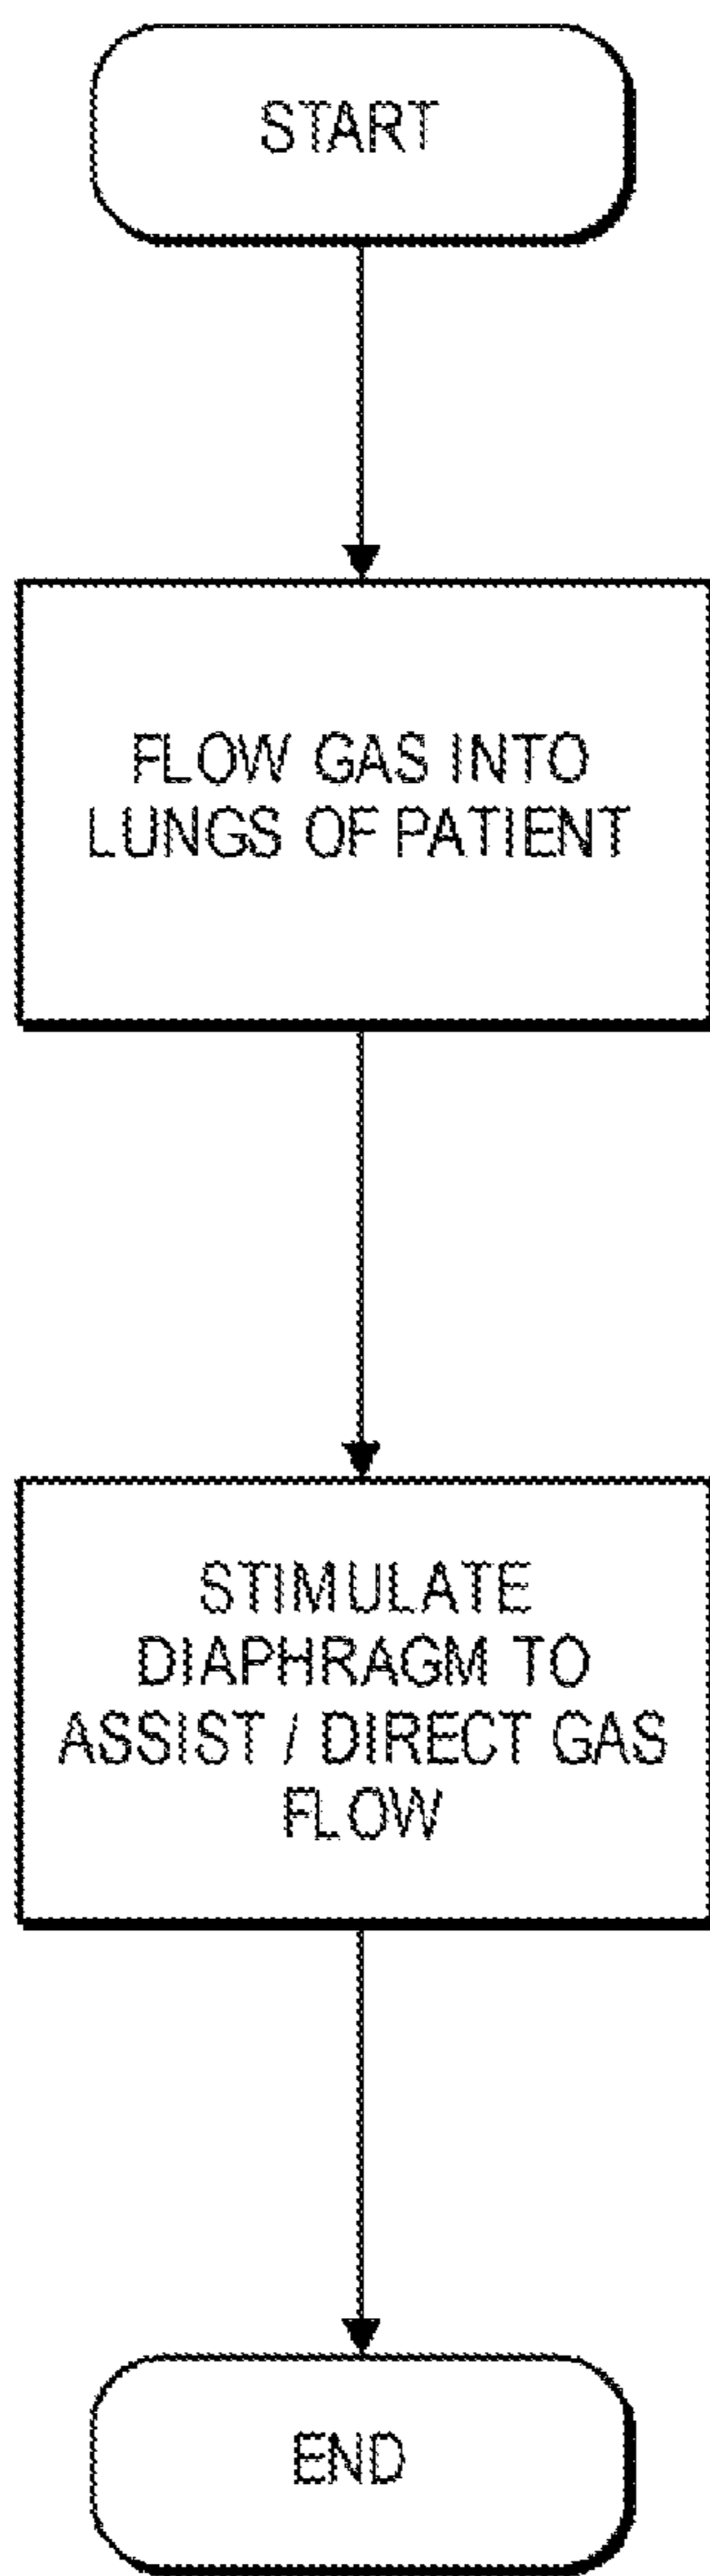 START
FLOW GAS INTO
LUNGS OF PATIENT
STIMULATE
DIAPHRAGM TO
ASSIST / DIRECT GAS
FLOW
END